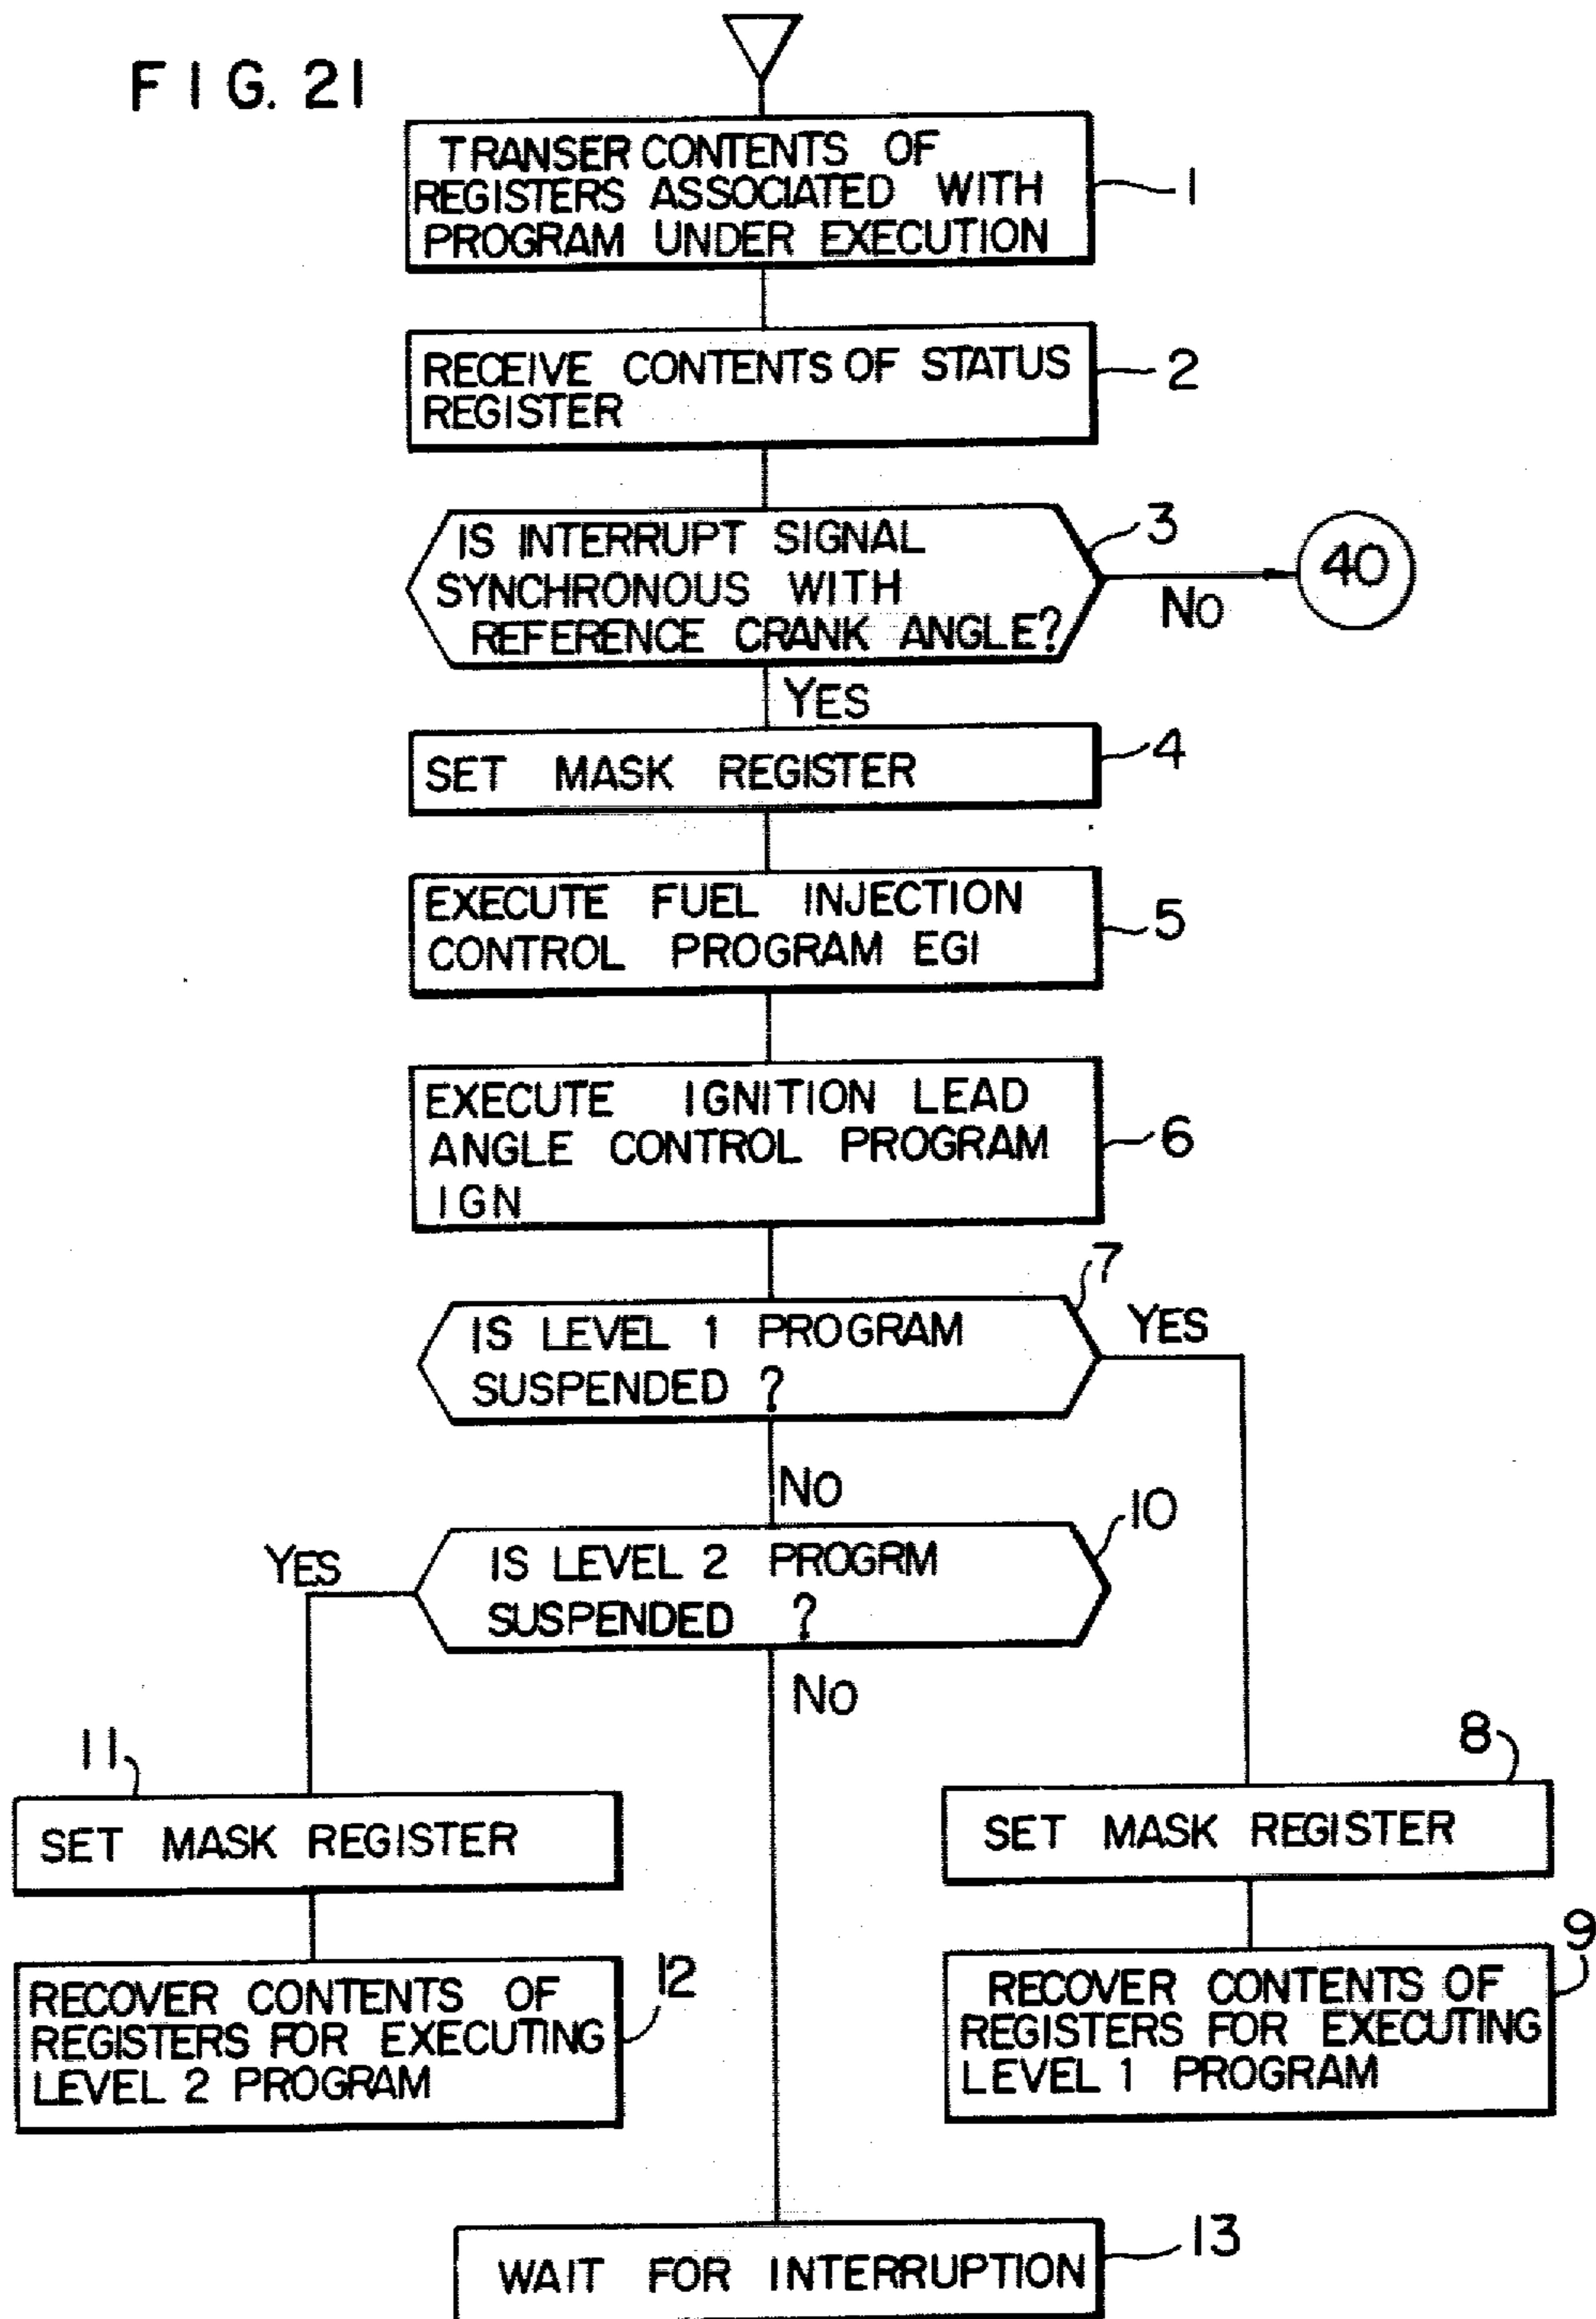 FIG. 21
TRANSER CONTENTS OF
REGISTERS ASSOCIATED WITH
PROGRAM UNDER EXECUTION
1
RECEIVE CONTENTS OF STATUS
REGISTER
2
IS INTERRUPT SIGNAL
SYNCHRONOUS WITH
REFERENCE CRANK ANGLE?
3
NO
40
YES
SET MASK REGISTER
4
EXECUTE FUEL INJECTION
CONTROL PROGRAM EGI
5
EXECUTE IGNITION LEAD
ANGLE CONTROL PROGRAM
IGN
6
IS LEVEL 1 PROGRAM
SUSPENDED ?
7
YES
NO
IS LEVEL 2 PROGRM
SUSPENDED ?
10
YES
NO
11
SET MASK REGISTER
8
SET MASK REGISTER
RECOVER CONTENTS OF
REGISTERS FOR EXECUTING
LEVEL 2 PROGRAM
12
RECOVER CONTENTS OF
REGISTERS FOR EXECUTING
LEVEL 1 PROGRAM
9
WAIT FOR INTERRUPTION
13